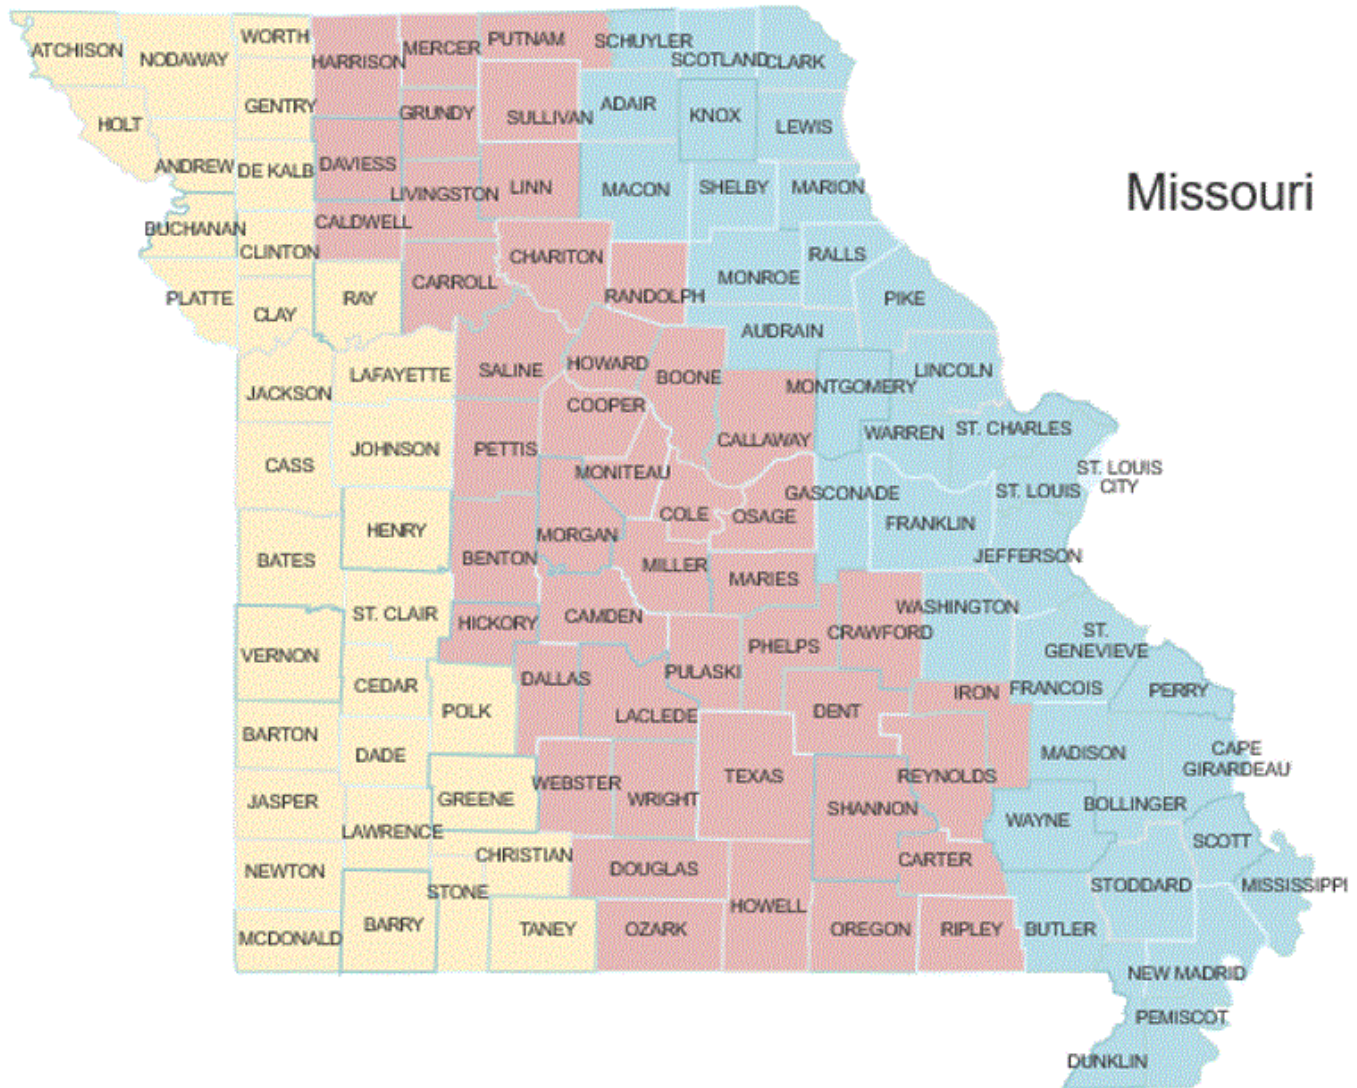 ATCHISON
NODAWAY
WORTH
HARRISON
MERCER
PUTNAM
SCHUYLER
SCOTLAND
CLARK
HOLT
GENTRY
GRUNDY
SULLIVAN
ADAIR
KNOX
LEWIS
ANDREW
DE KALB
DAVIESS
LIVINGSTON
LINN
MACON
SHELBY
MARION
Missouri
BUCHANAN
CLINTON
CALDWELL
CARROLL
CHARITON
RANDOLPH
MONROE
RALLS
PLATTE
CLAY
RAY
PIKE
AUDRAIN
JACKSON
LAFAYETTE
SALINE
HOWARD
BOONE
MONTGOMERY
LINCOLN
COOPER
CALLAWAY
WARREN
ST. CHARLES
CASS
JOHNSON
PETTIS
MONITEAU
GASCONADE
ST. LOUIS
ST. LOUIS
CITY
HENRY
COLE
OSAGE
FRANKLIN
BATES
BENTON
MORGAN
MILLER
MARIES
JEFFERSON
ST. CLAIR
HICKORY
CAMDEN
PHELPS
CRAWFORD
WASHINGTON
ST.
GENEVIEVE
VERNON
CEDAR
DALLAS
PULASKI
IRON
FRANCOIS
PERRY
POLK
LACLEDE
DENT
BARTON
DADE
MADISON
CAPE
GIRARDEAU
JASPER
GREENE
WEBSTER
WRIGHT
TEXAS
SHANNON
REYNOLDS
WAYNE
BOLLINGER
LAWRENCE
SCOTT
NEWTON
CHRISTIAN
DOUGLAS
CARTER
STONE
HOWELL
STODDARD
MISSISSIPPI
MCDONALD
BARRY
TANEY
OZARK
OREGON
RIPLEY
BUTLER
NEW MADRID
PEMISCOT
DUNKLIN